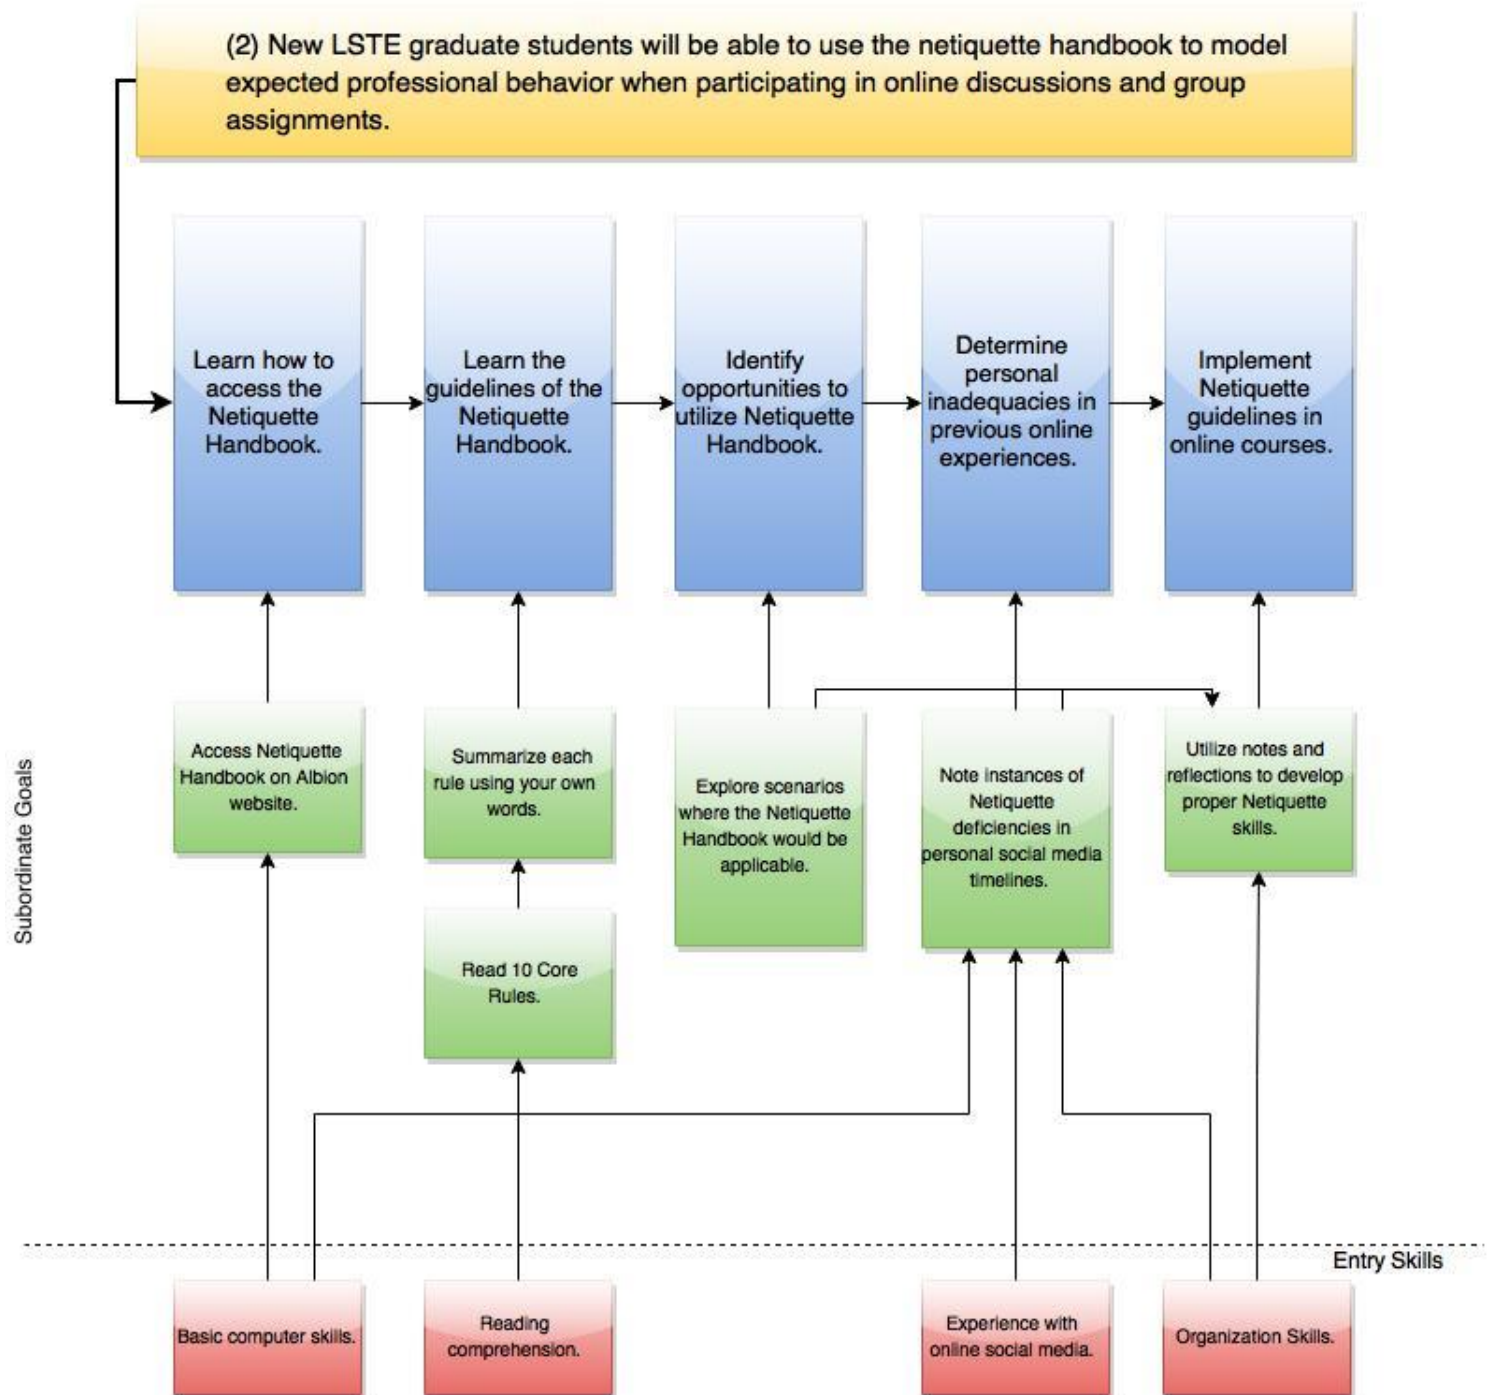 (2) New LSTE graduate students will be able to use the netiquette handbook to model
expected professional behavior when participating in online discussions and group
assignments.
Learn how to
access the
Netiquette
Handbook.
Learn the
guidelines of the
Netiquette
Handbook.
Identify
opportunities to
utilize Netiquette
Handbook.
Determine
personal
inadequacies in
previous online
experiences.
Implement
Netiquette
guidelines in
online courses.
Subordinate Goals
Access Netiquette
Handbook on Albion
website.
Summarize each
rule using your own
words.
Explore scenarios
where the Netiquette
Handbook would be
applicable.
Note instances of
Netiquette
deficiencies in
personal social media
timelines.
Utilize notes and
reflections to develop
proper Netiquette
skills.
Read 10 Core
Rules.
Entry Skills
Basic computer skills.
Reading
comprehension.
Experience with
online social media.
Organization Skills.